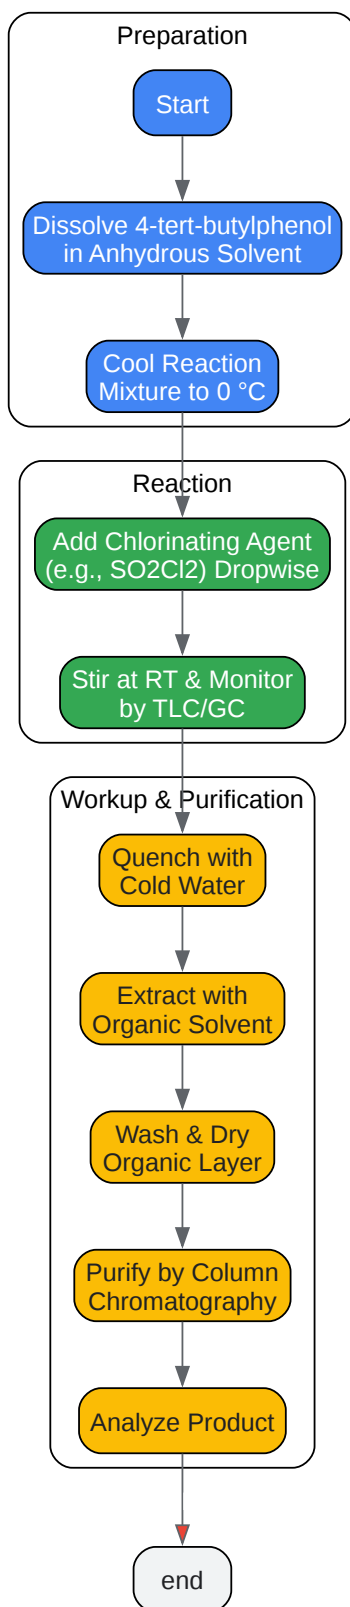 Preparation
Start
Dissolve 4-tert-butylphenol
in Anhydrous Solvent
Cool Reaction
Mixture to 0 °C
Reaction
Add Chlorinating Agent
(e.g., SO2Cl2) Dropwise
Stir at RT & Monitor
by TLC/GC
Workup & Purification
Quench with
Cold Water
Extract with
Organic Solvent
Wash & Dry
Organic Layer
Purify by Column
Chromatography
Analyze Product
end